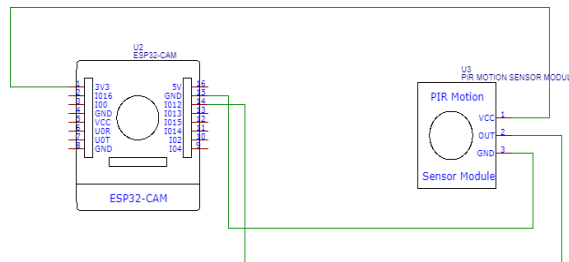 U2
ESP32-CAM
1 3V3 5V 16
2 IO16 GND 15
3 IO0 IO12 14
4 GND IO13 13
5 VCC IO15 12
6 U0R IO14 11
7 U0T IO2 10
8 GND IO4 9
ESP32-CAM
U3
PIR MOTION SENSOR MODUL
PIR Motion
VCC 1
OUT 2
GND 3
Sensor Module